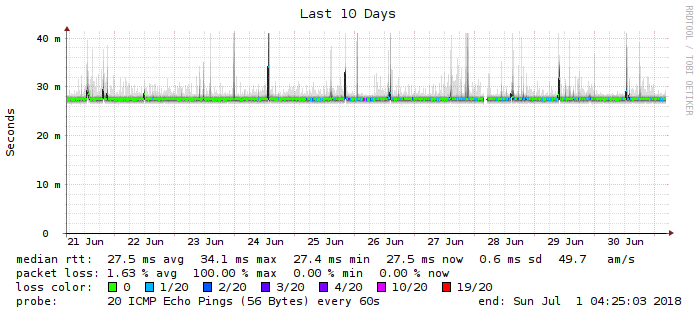 Last 10 Days
RRDTOOL / TOBI OETIKER
Seconds
40 m
30 m
20 m
10 m
0
21 Jun 22 Jun 23 Jun 24 Jun 25 Jun 26 Jun 27 Jun 28 Jun 29 Jun 30 Jun
median rtt: 27.5 ms avg 34.1 ms max 27.4 ms min 27.5 ms now 0.6 ms sd 49.7 am/s
packet loss: 1.63 % avg 100.00 % max 0.00 % min 0.00 % now
loss color: 0 1/20 2/20 3/20 4/20 10/20 19/20
probe: 20 ICMP Echo Pings (56 Bytes) every 60s end: Sun Jul 1 04:25:03 2018